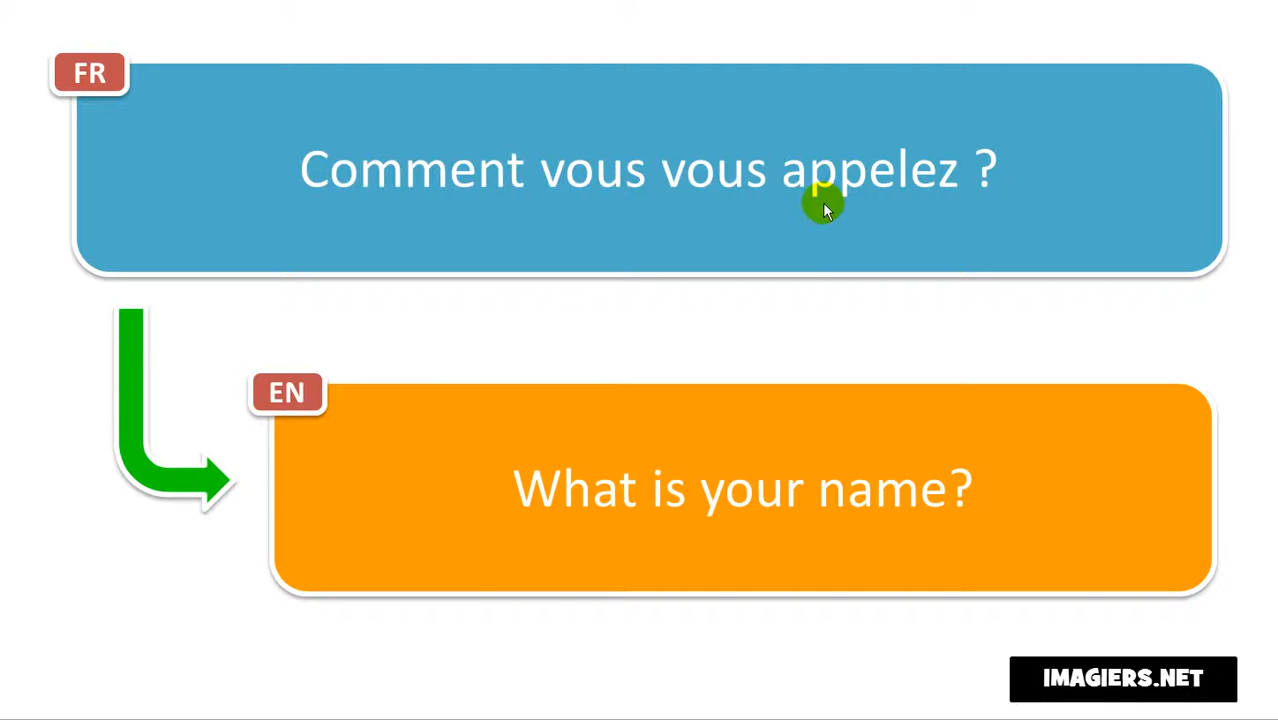 FR
Comment vous vous appelez ?
EN
What is your name?
IMAGIERS.NET